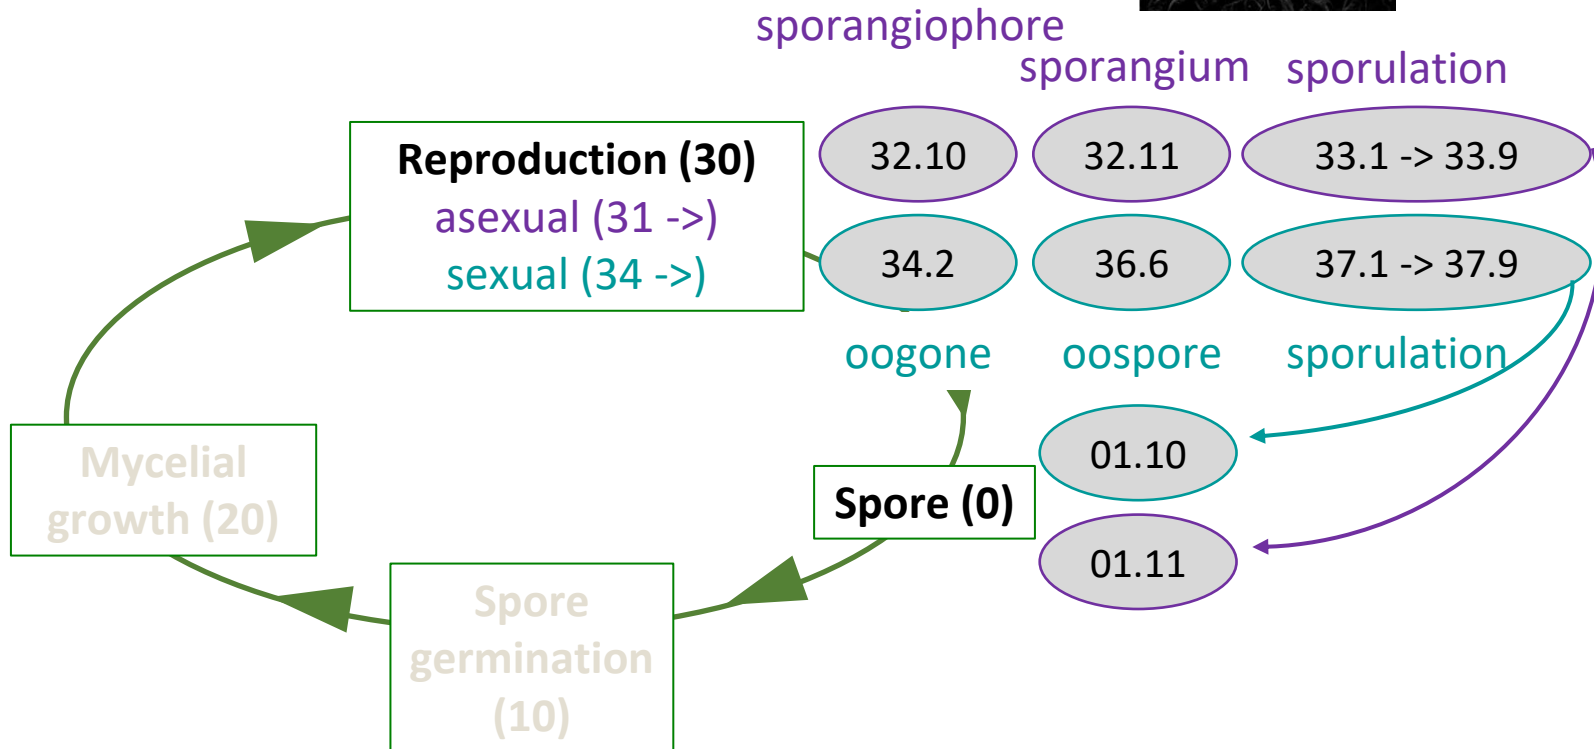 sporangiophore
sporangium
sporulation
Reproduction (30)
asexual (31 ->)
sexual (34 ->)
32.10
32.11
33.1 -> 33.9
34.2
36.6
37.1 -> 37.9
oogone
oospore
sporulation
01.10
Mycelial
growth (20)
Spore (0)
01.11
Spore
germination
(10)